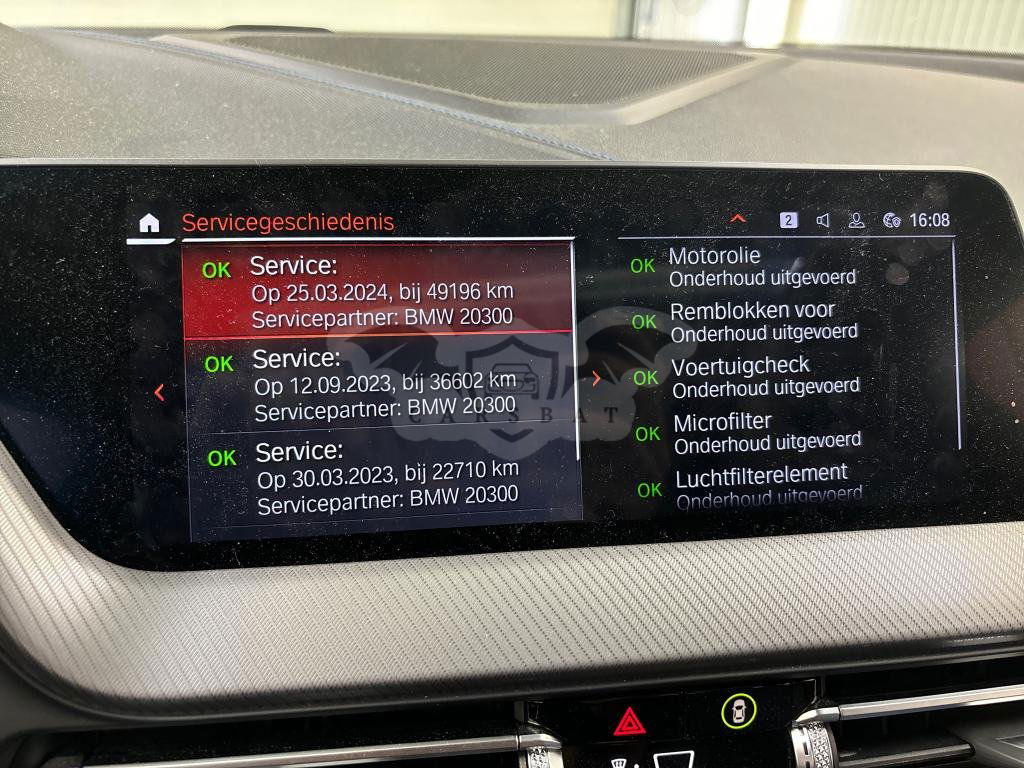 Servicegeschiedenis
2
16:08
OK Service:
Op 25.03.2024, bij 49196 km
Servicepartner: BMW 20300
OK Service:
Op 12.09.2023, bij 36602 km
Servicepartner: BMW 20300
OK Service:
Op 30.03.2023, bij 22710 km
Servicepartner: BMW 20300
OK Motorolie
Onderhoud uitgevoerd
OK Remblokken voor
Onderhoud uitgevoerd
OK Voertuigcheck
Onderhoud uitgevoerd
OK Microfilter
Onderhoud uitgevoerd
OK Luchtfilterelement
Onderhoud uitgevoerd
CARSBAT